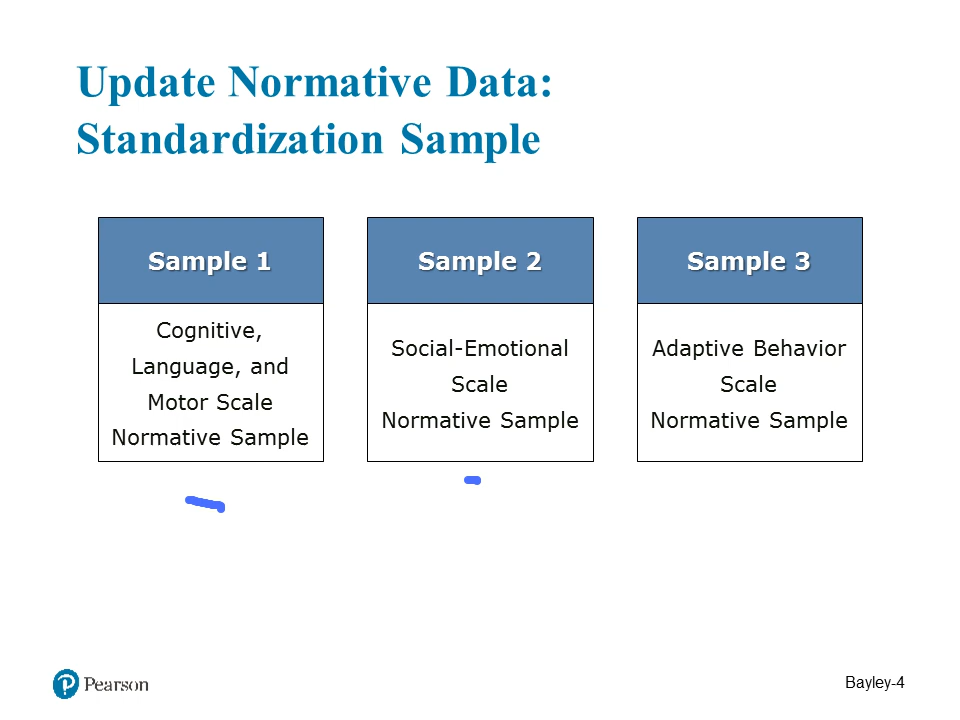 Update Normative Data:
Standardization Sample
Sample 1
Cognitive,
Language, and
Motor Scale
Normative Sample
Sample 2
Social-Emotional
Scale
Normative Sample
Sample 3
Adaptive Behavior
Scale
Normative Sample
P Pearson
Bayley-4